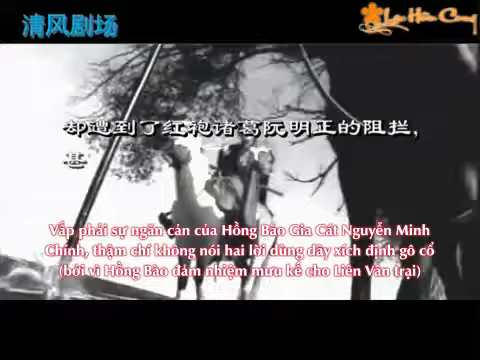 清风剧场
Lạc Hồn Cung
却遭到了红袍诸葛阮明正的阻拦，
甚
Vấp phải sự ngăn cản của Hồng Bào Gia Cát Nguyễn Minh
Chính, thậm chí không nói hai lời dùng dây xích định gô cổ
(bởi vì Hồng Bào đảm nhiệm mưu kế cho Liên Vân trại)